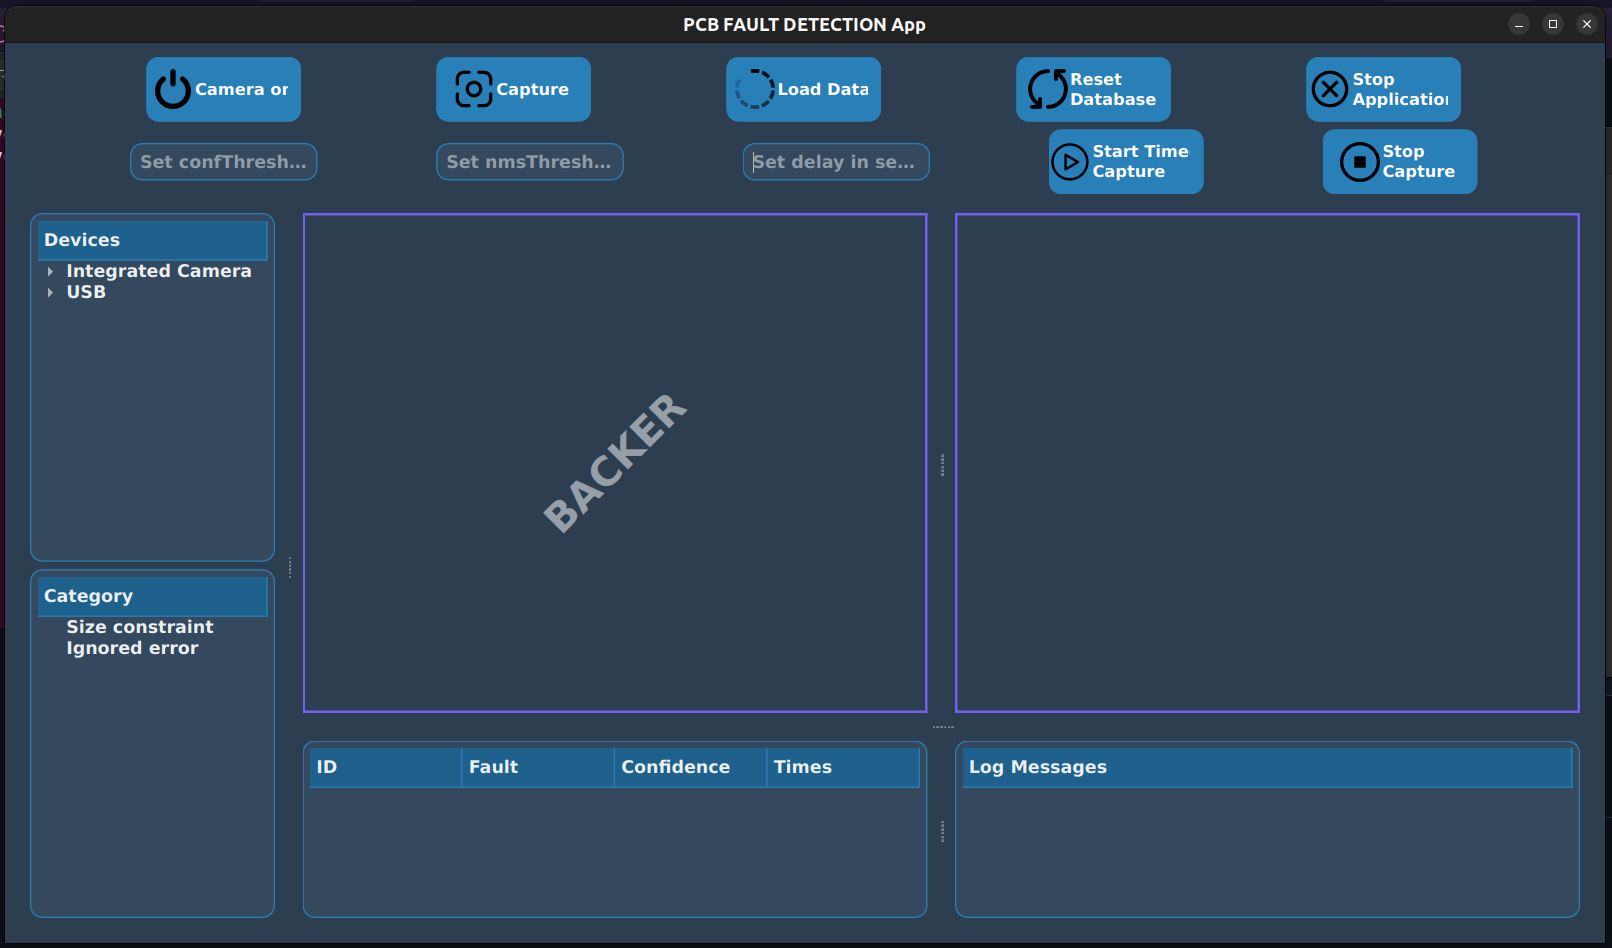 PCB FAULT DETECTION App
Camera or
Capture
Load Data
Reset
Database
Stop
Application
Set confThresh...
Set nmsThresh...
Set delay in se...
Start Time
Capture
Stop
Capture
Devices
Integrated Camera
USB
BACKER
Category
Size constraint
Ignored error
ID Fault Confidence Times
Log Messages